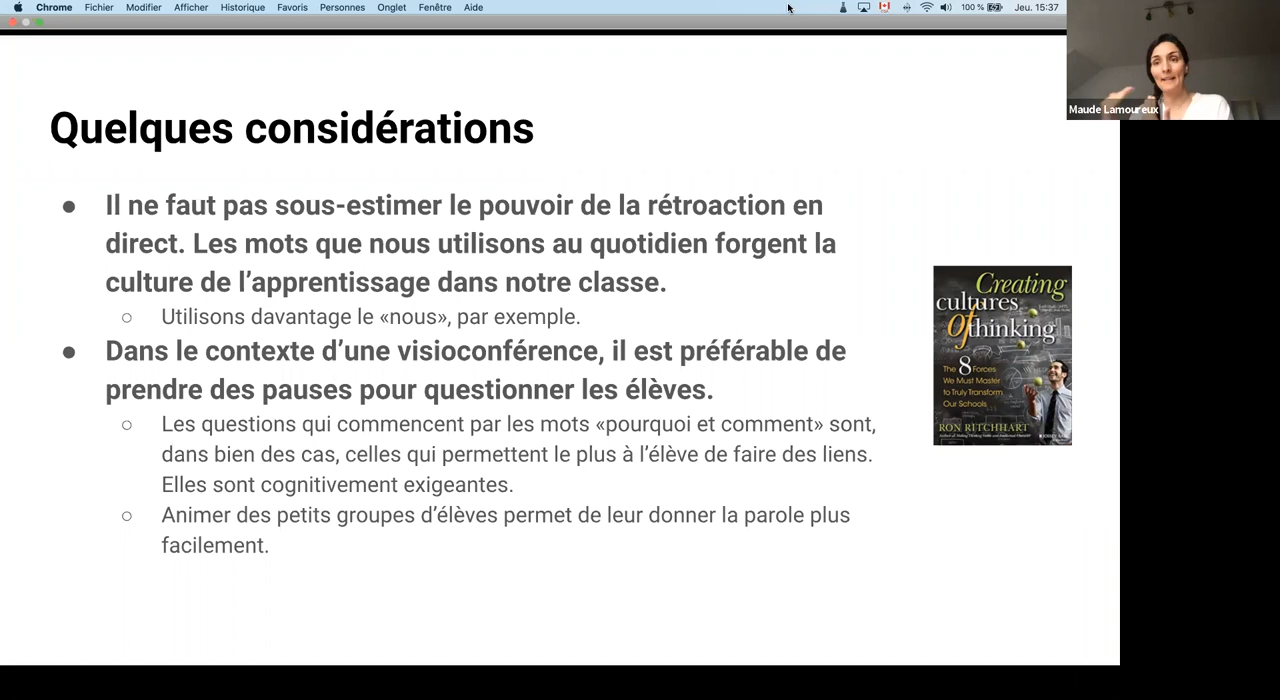 Chrome Fichier Modifier Afficher Historique Favoris Personnes Onglet Fenêtre Aide 100 % Jeu. 15:37
Maude Lamoureux
Quelques considérations
● Il ne faut pas sous-estimer le pouvoir de la rétroaction en
direct. Les mots que nous utilisons au quotidien forgent la
culture de l’apprentissage dans notre classe.
○ Utilisons davantage le «nous», par exemple.
● Dans le contexte d’une visioconférence, il est préférable de
prendre des pauses pour questionner les élèves.
○ Les questions qui commencent par les mots «pourquoi et comment» sont,
dans bien des cas, celles qui permettent le plus à l’élève de faire des liens.
Elles sont cognitivement exigeantes.
○ Animer des petits groupes d’élèves permet de leur donner la parole plus
facilement.
Creating
cultures
of thinking
The 8 Forces
We Must Master
to Truly Transform
Our Schools
RON RITCHHART